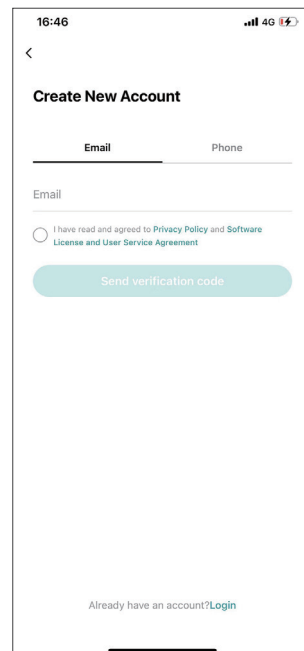 16:46 4G
Create New Account
Email Phone
Email
I have read and agreed to Privacy Policy and Software
License and User Service Agreement
Send verification code
Already have an account?Login